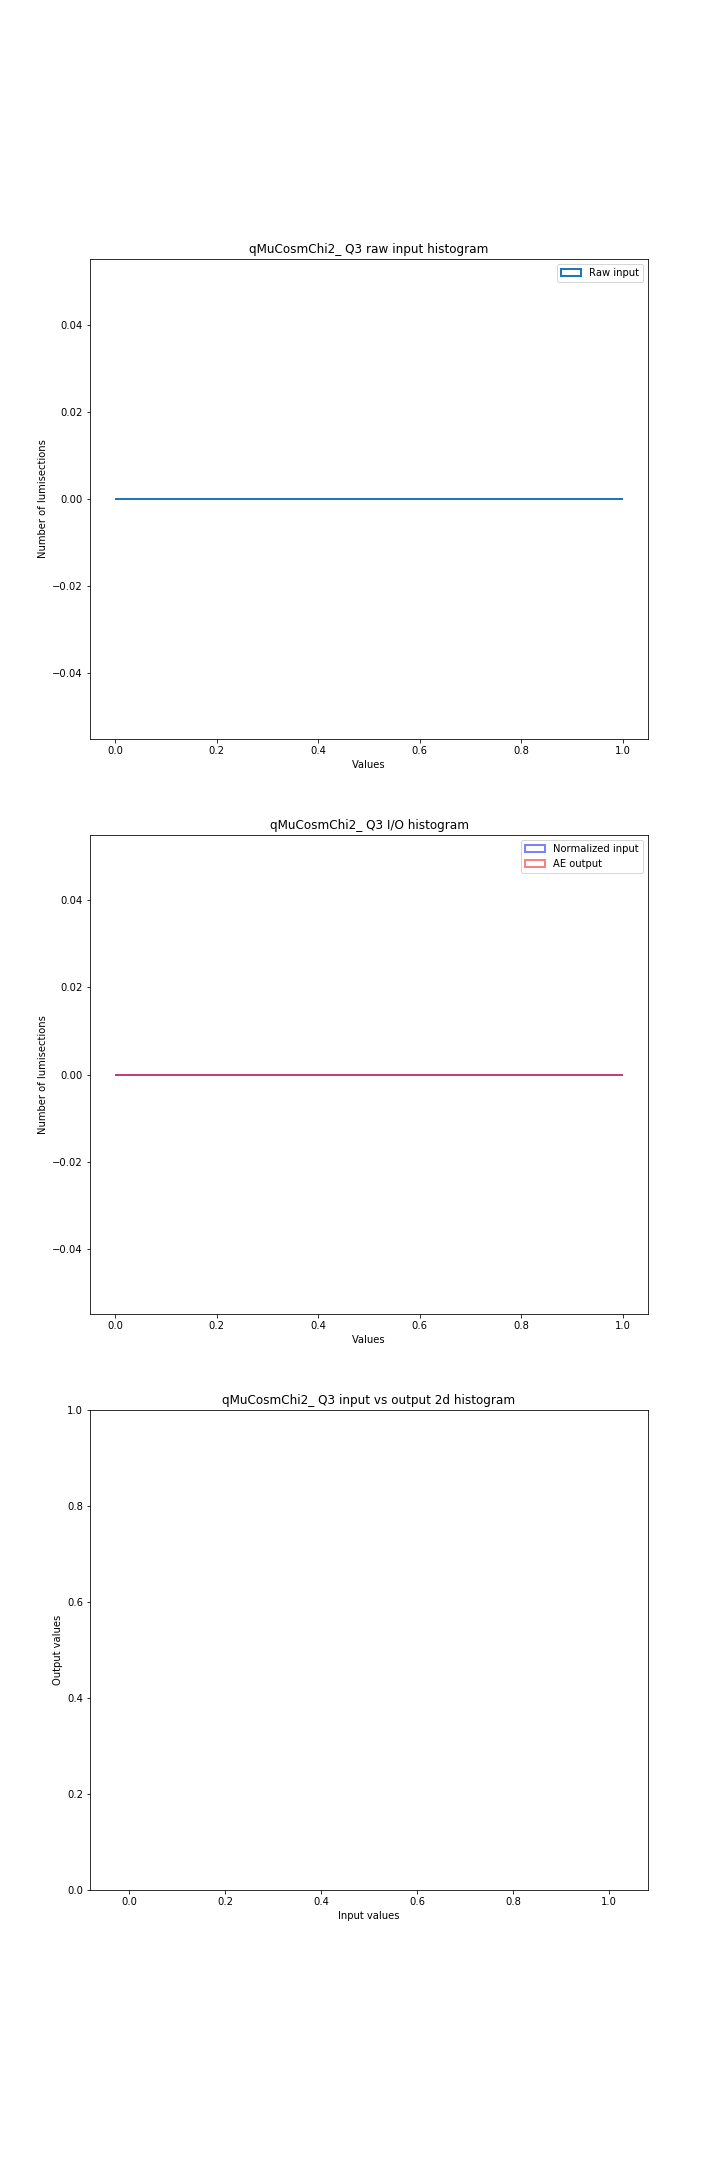 qMuCosmChi2_ Q3 raw input histogram
Raw input
0.04
0.02
0.00
−0.02
−0.04
Number of lumisections
0.0 0.2 0.4 0.6 0.8 1.0
Values
qMuCosmChi2_ Q3 I/O histogram
Normalized input
AE output
0.04
0.02
0.00
−0.02
−0.04
Number of lumisections
0.0 0.2 0.4 0.6 0.8 1.0
Values
qMuCosmChi2_ Q3 input vs output 2d histogram
1.0
0.8
0.6
0.4
0.2
0.0
Output values
0.0 0.2 0.4 0.6 0.8 1.0
Input values